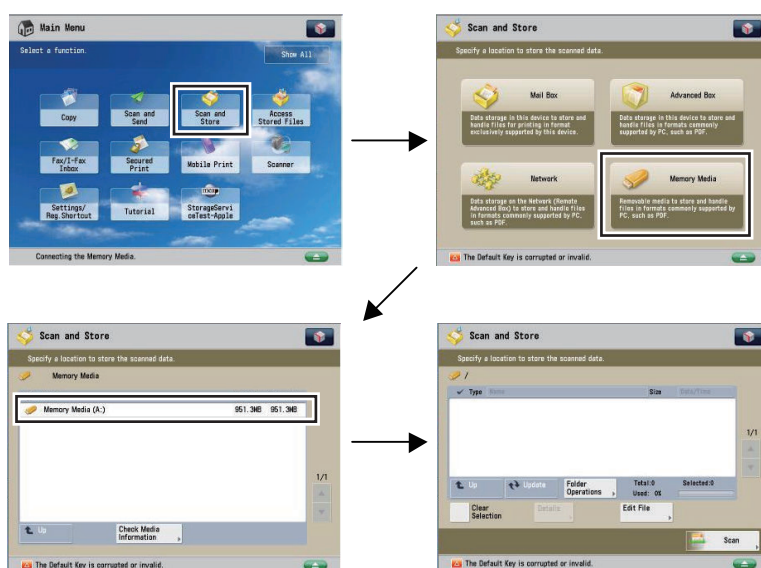 Main Menu
Select a function.
Show All
Copy
Scan and
Send
Scan and
Store
Access
Stored Files
Fax/I-Fax
Inbox
Secured
Print
Mobile Print
Scanner
Settings/
Reg.Shortcut
Tutorial
StorageServi
ceTest-Apple
Connecting the Memory Media.
Scan and Store
Specify a location to store the scanned data.
Mail Box
Data storage in this device to store and
handle files for printing in format
exclusively supported by this device.
Advanced Box
Data storage in this device to store and
handle files in formats commonly
supported by PC, such as PDF.
Network
Data storage on the Network (Remote
Advanced Box) to store and handle files
in formats commonly supported by PC,
such as PDF.
Memory Media
Removable media to store and handle
files in formats commonly supported by
PC, such as PDF.
The Default Key is corrupted or invalid.
Scan and Store
Specify a location to store the scanned data.
Memory Media
Memory Media (A:) 951.3MB 951.3MB
1/1
Up
Check Media
Information
The Default Key is corrupted or invalid.
Scan and Store
Specify a location to store the scanned data.
/
Type Name Size Date/Time
1/1
Up
Update
Folder
Operations
Total:0
Used: 0%
Selected:0
Clear
Selection
Details
Edit File
Scan
The Default Key is corrupted or invalid.